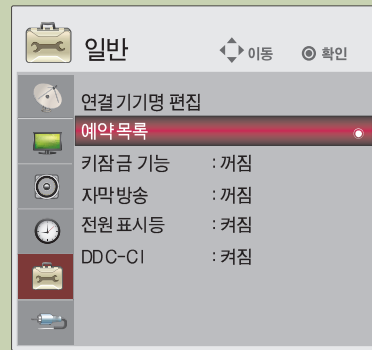 일반 이동 확인
연결 기기명 편집
예약 목록
키잠금 기능 : 꺼짐
자막방송 : 꺼짐
전원 표시등 : 켜짐
DDC-CI : 켜짐